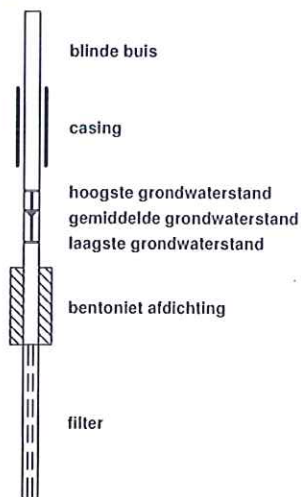 blinde buis
casing
hoogste grondwaterstand
gemiddelde grondwaterstand
laagste grondwaterstand
bentoniet afdichting
filter